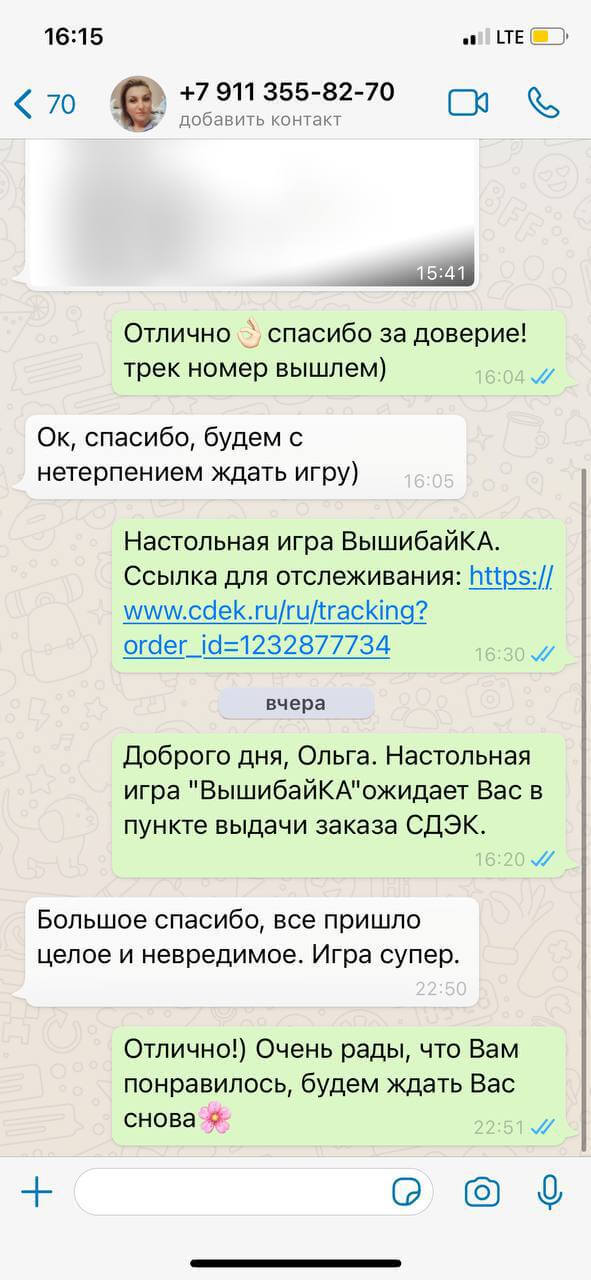 16:15
LTE
70
+7 911 355-82-70
добавить контакт
15:41
Отлично👌🏻спасибо за доверие!
трек номер вышлем)
16:04
Ок, спасибо, будем с
нетерпением ждать игру)
16:05
Настольная игра ВышибайКА.
Ссылка для отслеживания: https://
www.cdek.ru/ru/tracking?
order_id=1232877734
16:30
вчера
Доброго дня, Ольга. Настольная
игра "ВышибайКА"ожидает Вас в
пункте выдачи заказа СДЭК.
16:20
Большое спасибо, все пришло
целое и невредимое. Игра супер.
22:50
Отлично!) Очень рады, что Вам
понравилось, будем ждать Вас
снова🌸
22:51